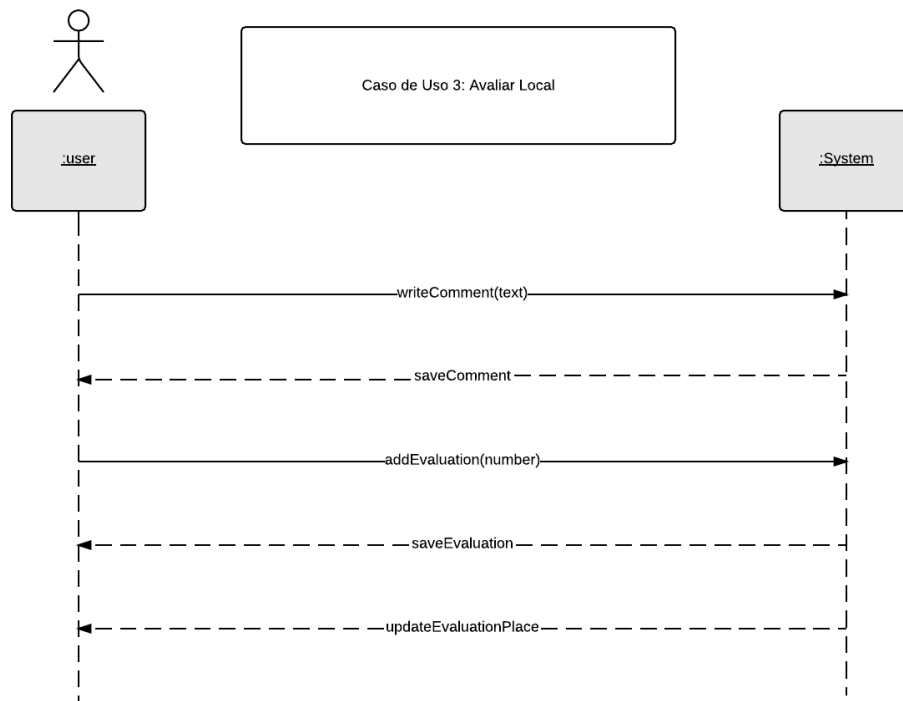 Caso de Uso 3: Avaliar Local
:user
:System
writeComment(text)
saveComment
addEvaluation(number)
saveEvaluation
updateEvaluationPlace